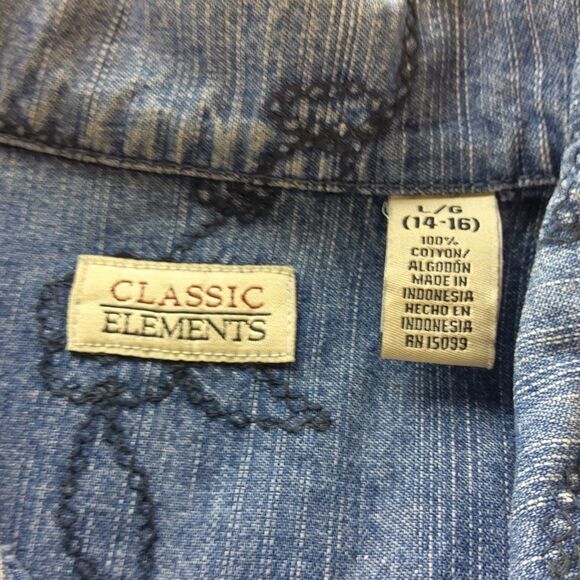 CLASSIC
ELEMENTS
L/G
(14-16)
100%
COTTON/
ALGODÓN
MADE IN
INDONESIA
HECHO EN
INDONESIA
RN 15099